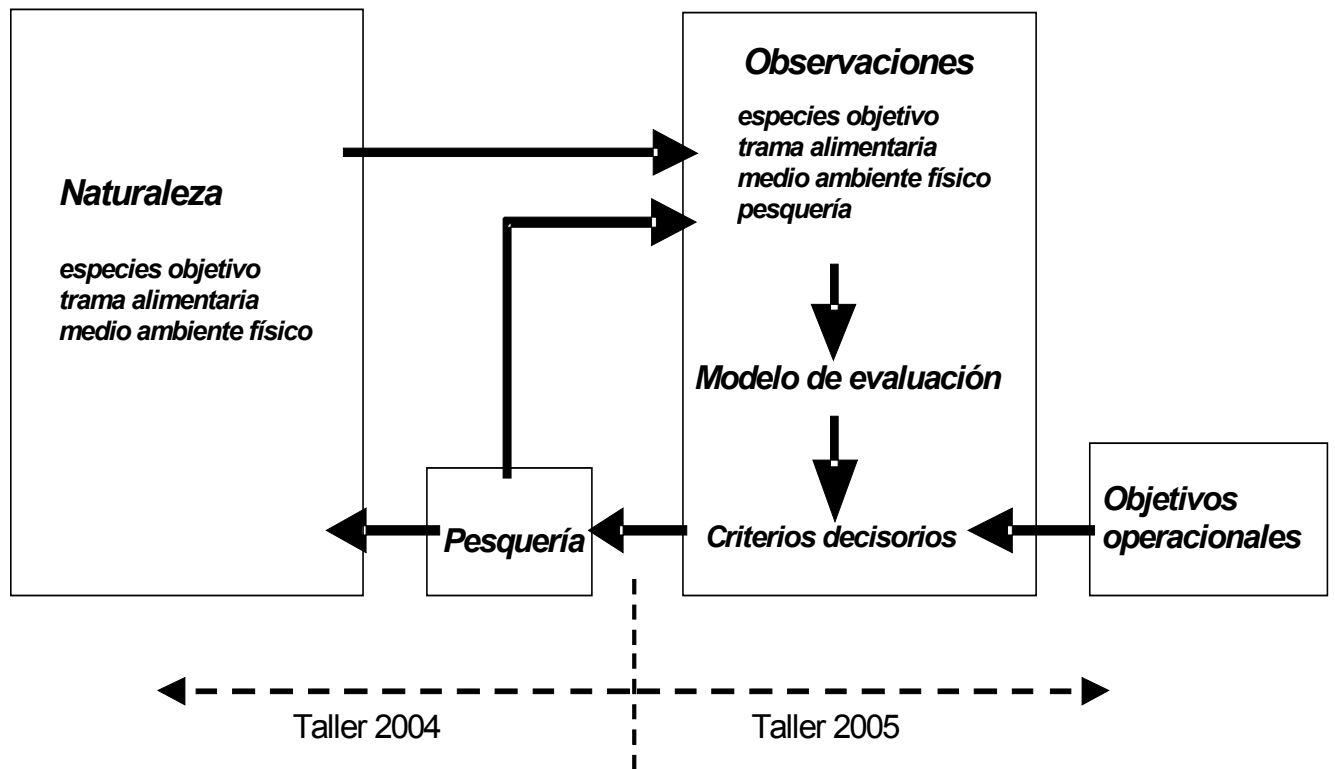 Naturaleza
especies objetivo
trama alimentaria
medio ambiente físico
Observaciones
especies objetivo
trama alimentaria
medio ambiente físico
pesquería
Modelo de evaluación
Criterios decisorios
Pesquería
Objetivos
operacionales
Taller 2004
Taller 2005